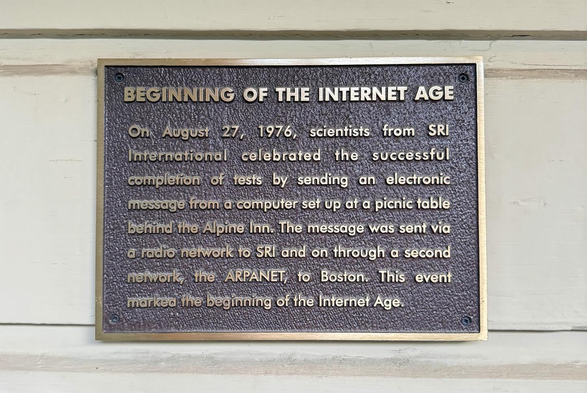 BEGINNING OF THE INTERNET AGE
On August 27, 1976, scientists from SRI
International celebrated the successful
completion of tests by sending an electronic
message from a computer set up at a picnic table
behind the Alpine Inn. The message was sent via
a radio network to SRI and on through a second
network, the ARPANET, to Boston. This event
marked the beginning of the Internet Age.